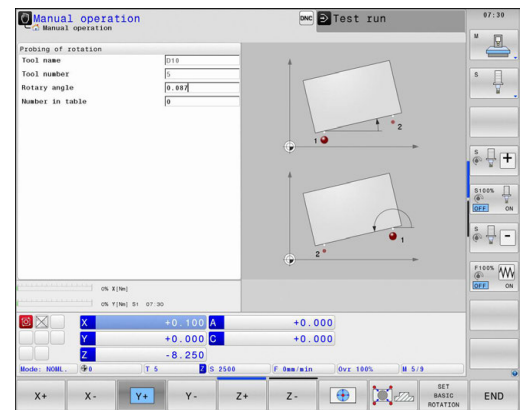 Manual operation
Manual operation
DNC
Test run
07:30
Probing of rotation
Tool name D10
Tool number 5
Rotary angle 0.087
Number in table 0
1
2
1
2
0% X[Nm]
0% Y[Nm] S1 07:30
X +0.100 A +0.000
Y +0.000 C +0.000
Z -8.250
Mode: NOML. 0 T 5 Z S 2500 F 0mm/min Ovr 100% M 5/9
M
S
S +
S100% OFF ON
S -
F100% OFF ON
X+ X- Y+ Y- Z+ Z- SET BASIC ROTATION END